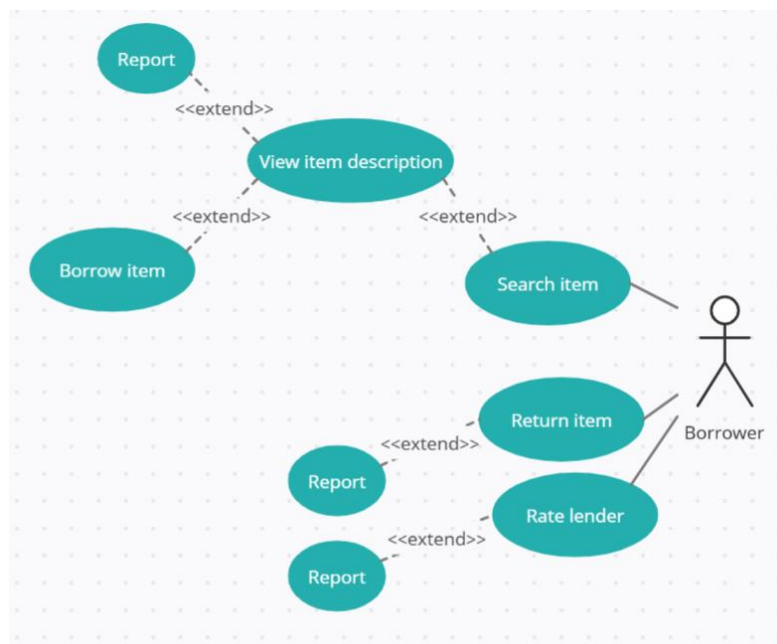 Report
<<extend>>
View item description
<<extend>>
<<extend>>
Borrow item
Search item
Return item
Borrower
<<extend>>
Report
Rate lender
<<extend>>
Report